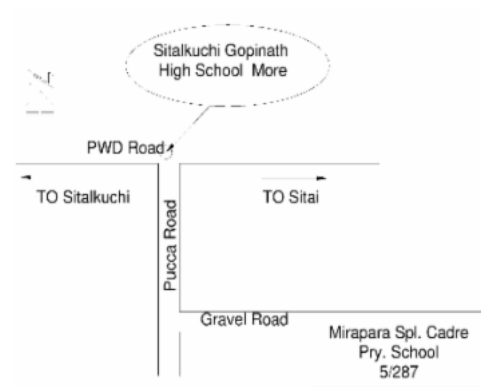 Sitalkuchi Gopinath
High School More
PWD Road
TO Sitalkuchi
TO Sitai
Pucca Road
Gravel Road
Mirapara Spl. Cadre
Pry. School
5/287